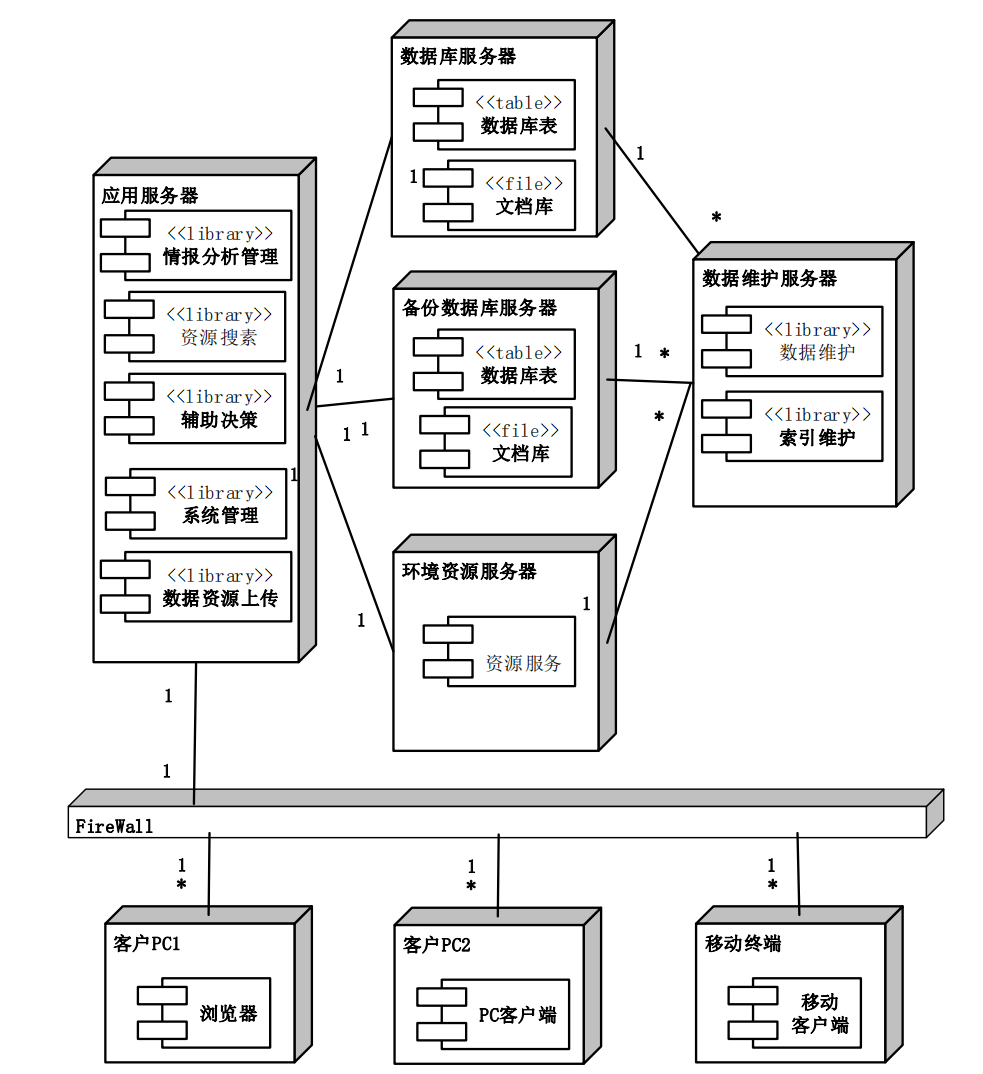 数据库服务器
<<table>>
数据库表
1
<<file>>
文档库
1
*
应用服务器
<<library>>
情报分析管理
<<library>>
资源搜素
<<library>>
辅助决策
1
<<library>>
系统管理
<<library>>
数据资源上传
备份数据库服务器
<<table>>
数据库表
<<file>>
文档库
1
1
1
1
*
*
数据维护服务器
<<library>>
数据维护
<<library>>
索引维护
环境资源服务器
1
资源服务
1
1
1
FireWall
1
*
1
*
1
*
客户PC1
浏览器
客户PC2
PC客户端
移动终端
移动
客户端